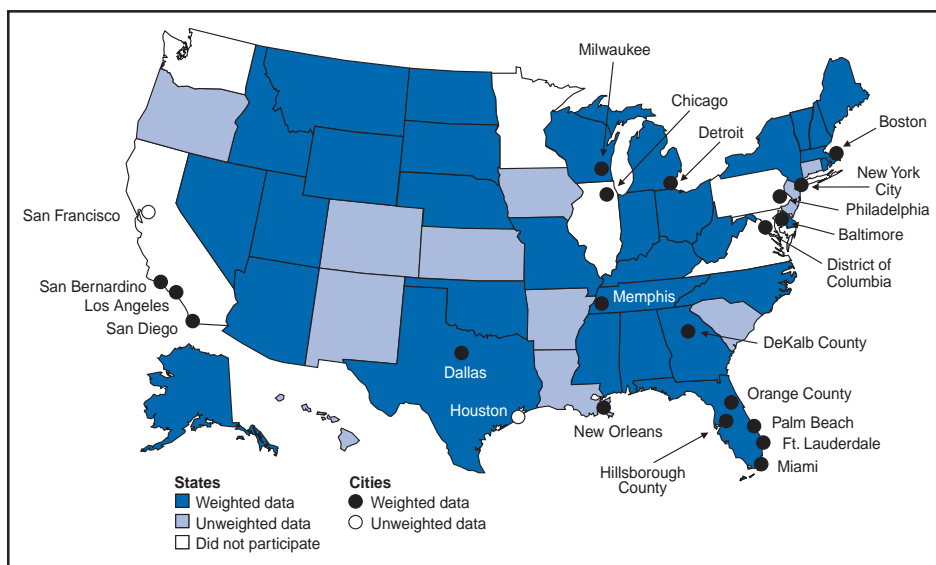 Milwaukee
Chicago
Detroit
Boston
New York
City
Philadelphia
Baltimore
District of
Columbia
San Francisco
San Bernardino
Los Angeles
San Diego
Memphis
DeKalb County
Dallas
Houston
New Orleans
Orange County
Palm Beach
Ft. Lauderdale
Miami
Hillsborough
County
States
Weighted data
Unweighted data
Did not participate
Cities
Weighted data
Unweighted data